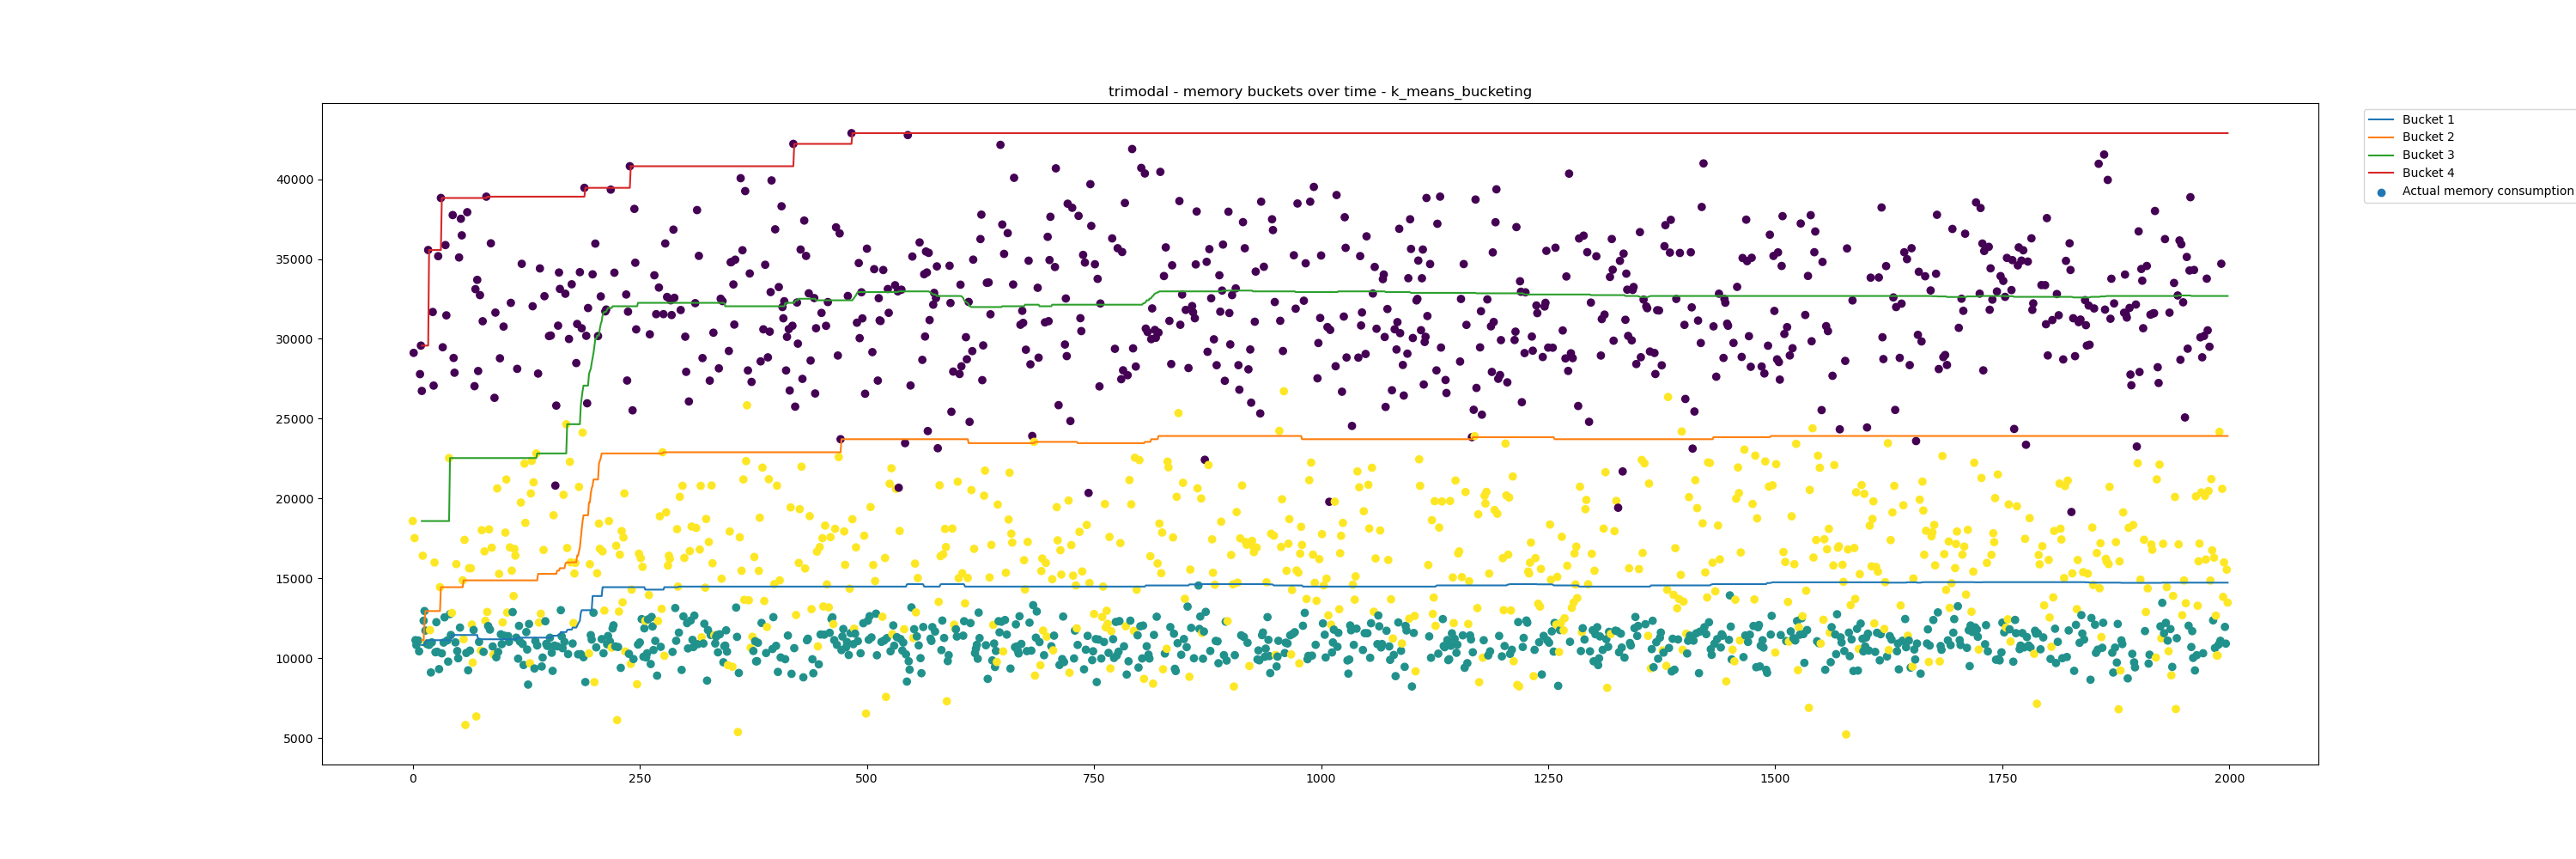 trimodal - memory buckets over time - k_means_bucketing
Bucket 1
Bucket 2
Bucket 3
Bucket 4
Actual memory consumption
40000
35000
30000
25000
20000
15000
10000
5000
0 250 500 750 1000 1250 1500 1750 2000